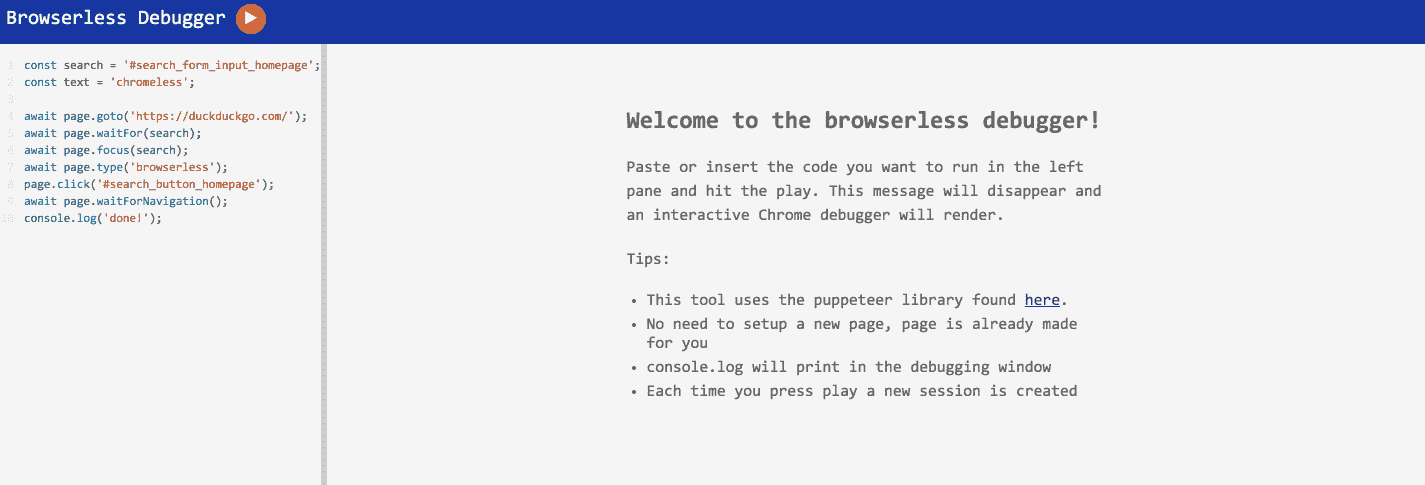 Browserless Debugger
1 const search = '#search_form_input_homepage';
2 const text = 'chromeless';
3
4 await page.goto('https://duckduckgo.com/');
5 await page.waitFor(search);
6 await page.focus(search);
7 await page.type('browserless');
8 page.click('#search_button_homepage');
9 await page.waitForNavigation();
10 console.log('done!');
Welcome to the browserless debugger!
Paste or insert the code you want to run in the left
pane and hit the play. This message will disappear and
an interactive Chrome debugger will render.
Tips:
• This tool uses the puppeteer library found here.
• No need to setup a new page, page is already made
for you
• console.log will print in the debugging window
• Each time you press play a new session is created